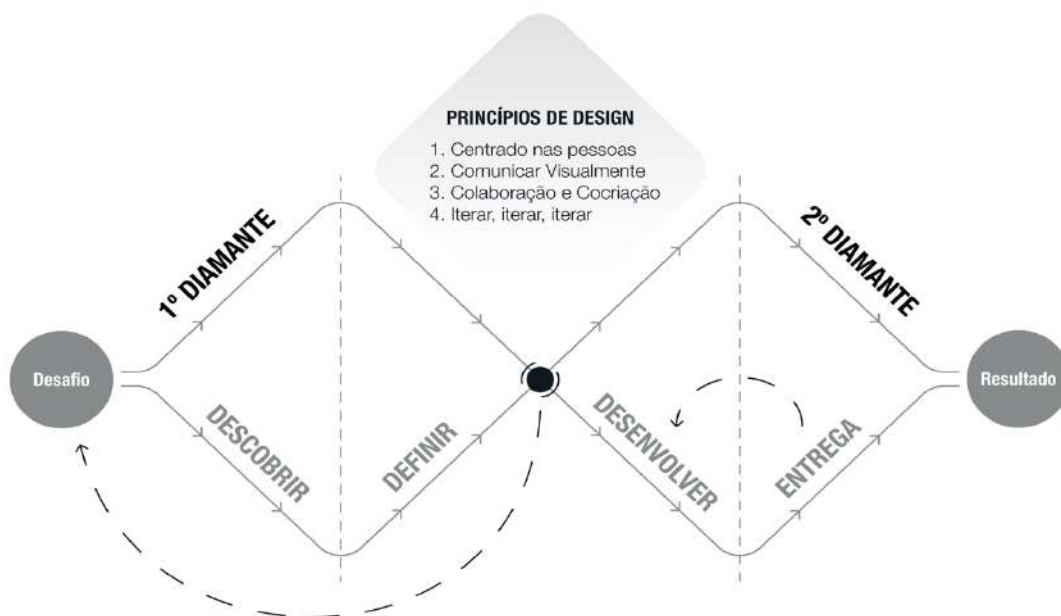 PRINCÍPIOS DE DESIGN
1. Centrado nas pessoas
2. Comunicar Visualmente
3. Colaboração e Cocriação
4. Iterar, iterar, iterar
1º DIAMANTE
2º DIAMANTE
Desafio
Resultado
DESCOBRIR
DEFINIR
DESENVOLVER
ENTREGA